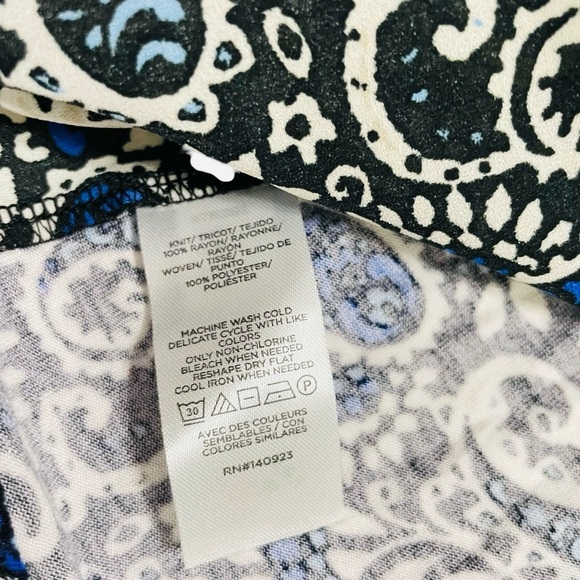 KNIT/ TRICOT/ TEJIDO
100% RAYON/RAYONNE/
RAYON
WOVEN/ TISSÉ/ TEJIDO DE
PUNTO
100% POLYESTER/
POLIÉSTER
MACHINE WASH COLD
DELICATE CYCLE WITH LIKE
COLORS
ONLY NON-CHLORINE
BLEACH WHEN NEEDED
RESHAPE DRY FLAT
COOL IRON WHEN NEEDED
30 P
AVEC DES COULEURS
SEMBLABLES / CON
COLORES SIMILARES
RN#140923